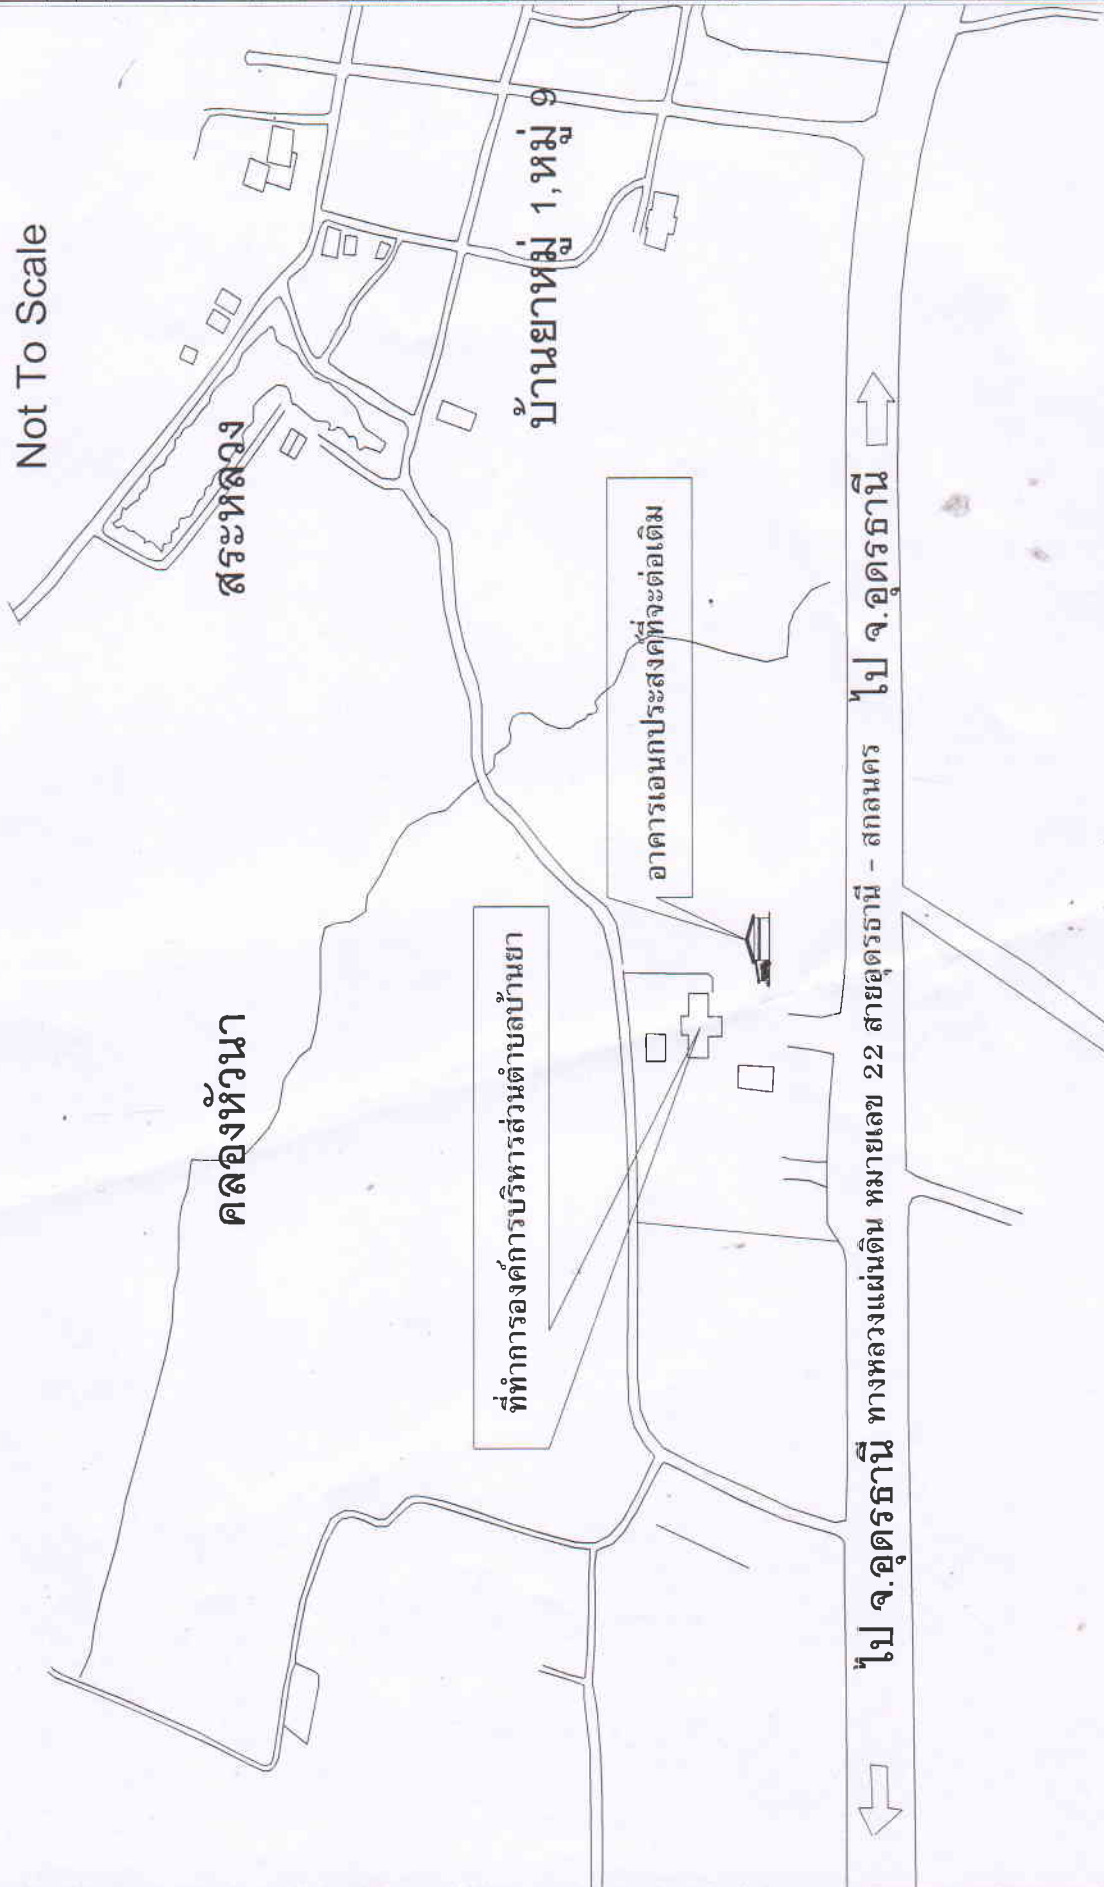 Not To Scale
สระหลวง
บ้านยาหมู่ 1,หมู่ 9
คลองหัวนา
อาคารเอนกประสงค์ที่จะต่อเติม
ที่ทำการองค์การบริหารส่วนตำบลบ้านยา
ไป จ.อุดรธานี ทางหลวงแผ่นดิน หมายเลข 22 สายอุดรธานี - สกลนคร ไป จ.อุดรธานี